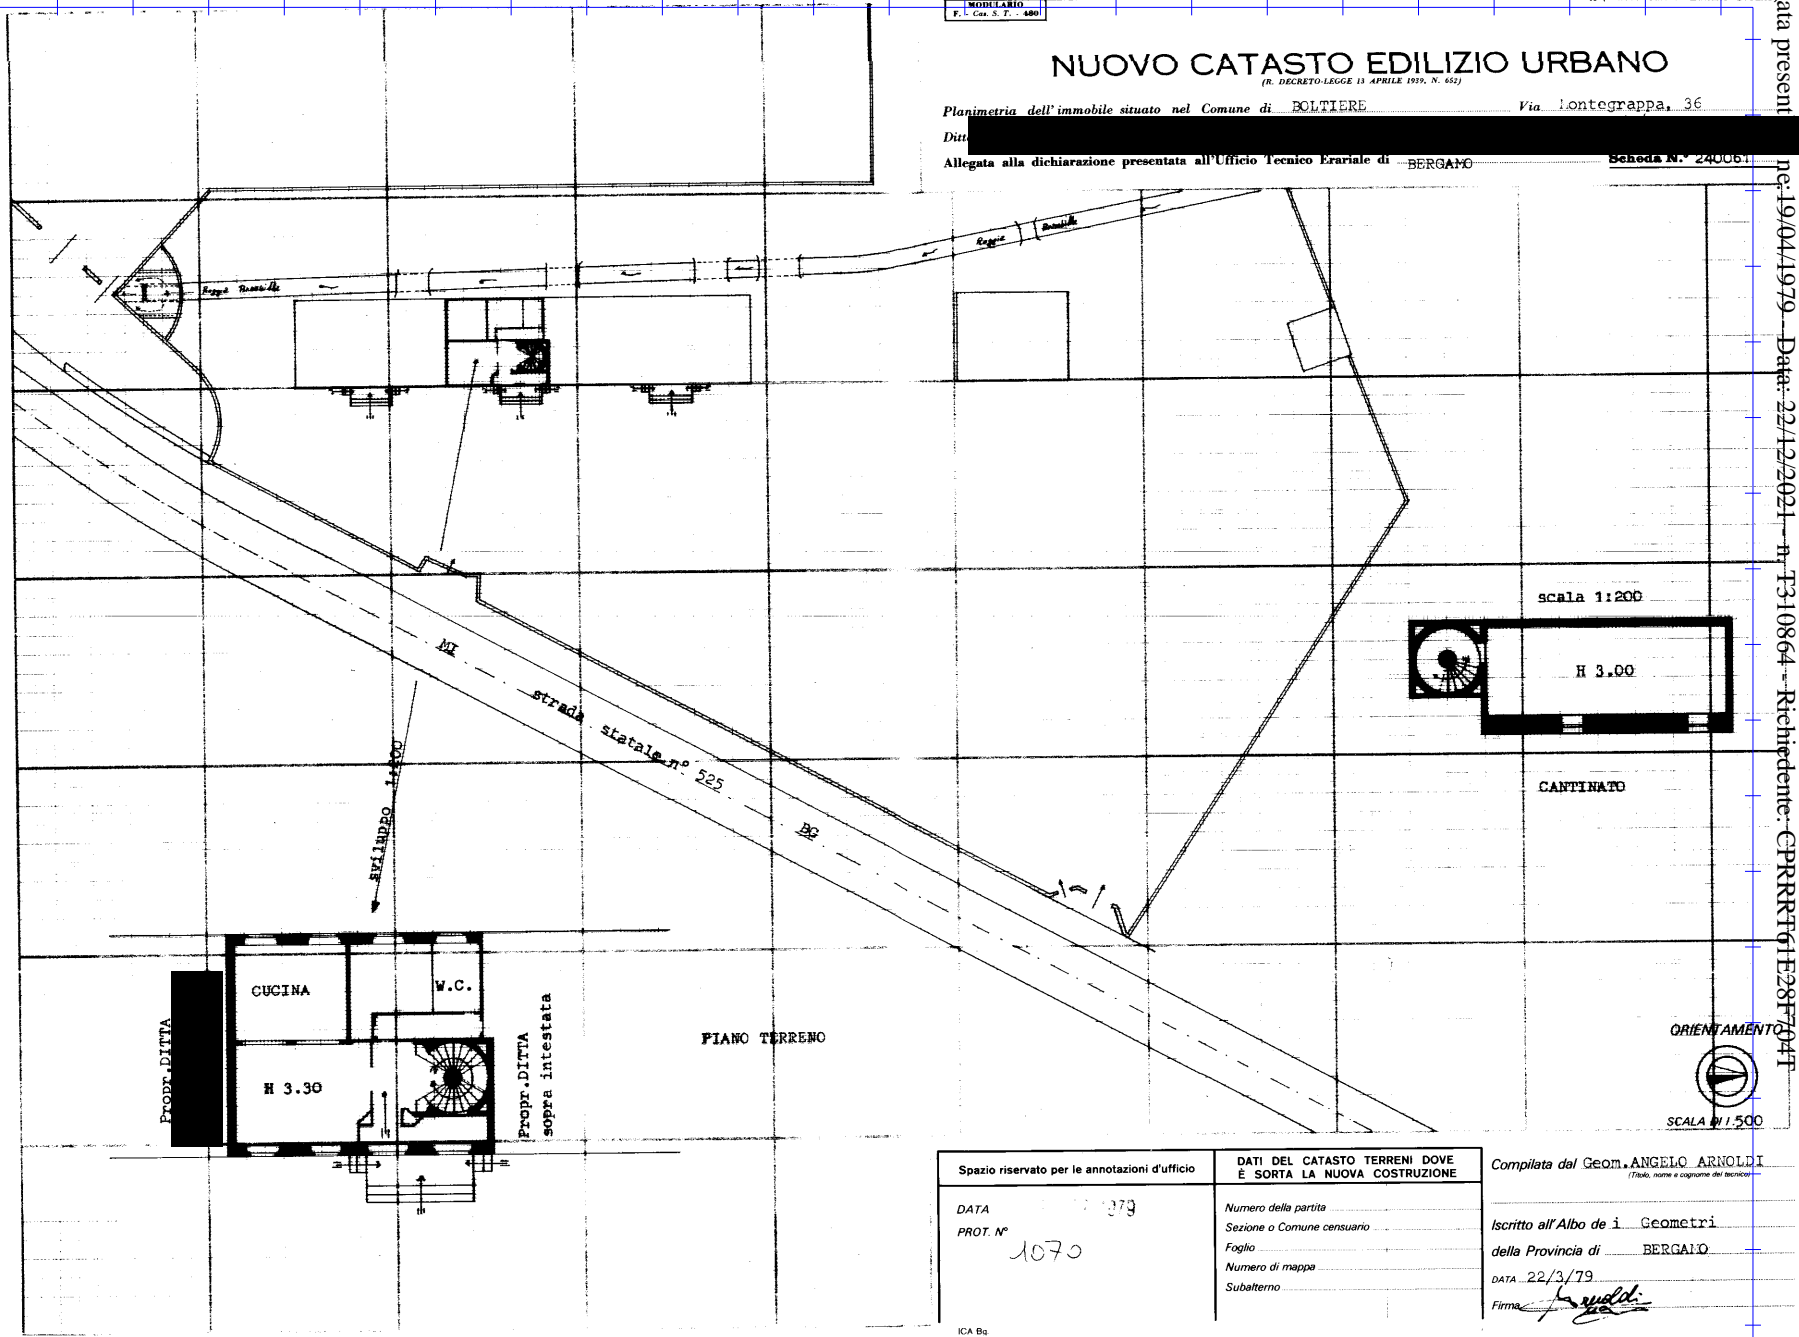 MODULARIO
F. - Cas. S. T. - 480
NUOVO CATASTO EDILIZIO URBANO
(R. DECRETO-LEGGE 13 APRILE 1939, N. 652)
Planimetria dell'immobile situato nel Comune di BOLTIERE Via Montegrappa, 36
Ditta
Allegata alla dichiarazione presentata all'Ufficio Tecnico Erariale di BERGAMO Scheda N.° 240061
Roggia
Roggia
scala 1:200
H 3.00
CANTINATO
MI
strada statale n° 525
BG
sviluppo
CUCINA
W.C.
H 3.30
Propr.DITTA
Propr.DITTA
sopra intestata
PIANO TERRENO
ORIENTAMENTO
SCALA DI 1:500
Spazio riservato per le annotazioni d'ufficio
DATA 1979
PROT. N°
1070
DATI DEL CATASTO TERRENI DOVE
È SORTA LA NUOVA COSTRUZIONE
Numero della partita
Sezione o Comune censuario
Foglio
Numero di mappa
Subalterno
Compilata dal Geom. ANGELO ARNOLDI
(Titolo, nome e cognome del tecnico)
Iscritto all'Albo de i Geometri
della Provincia di BERGAMO
DATA 22/3/79
Firma
ICA Bg.
ata present ne:19/04/1979 - Data: 22/12/2021 - n. T310864 - Richiedente: CPRRRT61E28F704T